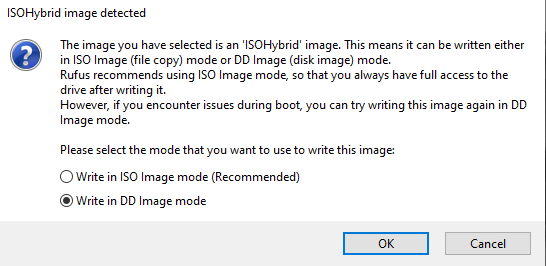 ISOHybrid image detected
The image you have selected is an 'ISOHybrid' image. This means it can be written either
in ISO Image (file copy) mode or DD Image (disk image) mode.
Rufus recommends using ISO Image mode, so that you always have full access to the
drive after writing it.
However, if you encounter issues during boot, you can try writing this image again in DD
Image mode.
Please select the mode that you want to use to write this image:
Write in ISO Image mode (Recommended)
Write in DD Image mode
OK Cancel